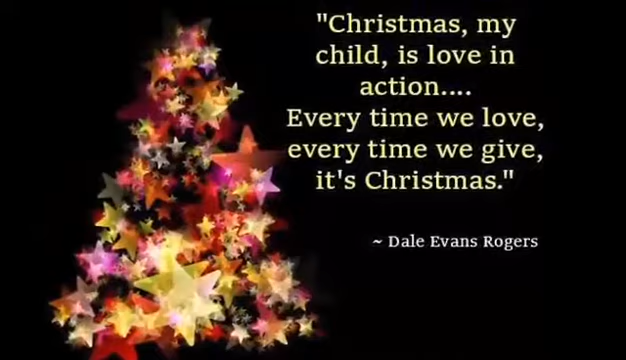 "Christmas, my
child, is love in
action....
Every time we love,
every time we give,
it's Christmas."
~ Dale Evans Rogers